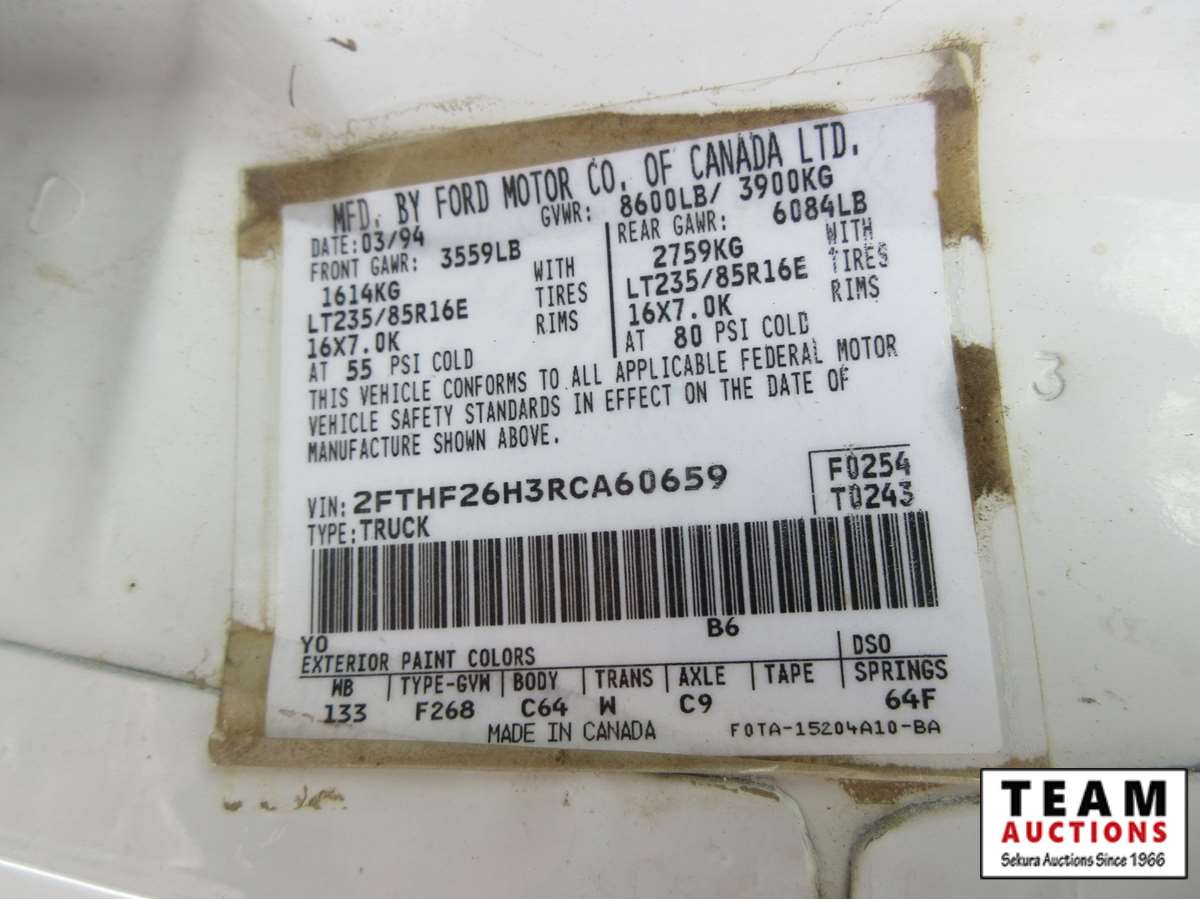 MFD. BY FORD MOTOR CO. OF CANADA LTD.
DATE: 03/94 GVWR: 8600LB/ 3900KG
FRONT GAWR: 3559LB
1614KG WITH
LT235/85R16E TIRES
16X7.0K RIMS
AT 55 PSI COLD
REAR GAWR: 6084LB
2759KG WITH
LT235/85R16E TIRES
16X7.0K RIMS
AT 80 PSI COLD
THIS VEHICLE CONFORMS TO ALL APPLICABLE FEDERAL MOTOR
VEHICLE SAFETY STANDARDS IN EFFECT ON THE DATE OF
MANUFACTURE SHOWN ABOVE.
VIN: 2FTHF26H3RCA60659
F0254
T0243
TYPE: TRUCK
YO B6
EXTERIOR PAINT COLORS DSO
WB TYPE-GVW BODY TRANS AXLE TAPE SPRINGS
133 F268 C64 W C9 64F
MADE IN CANADA F0TA-15204A10-BA
3
TEAM
AUCTIONS
Sekura Auctions Since 1966